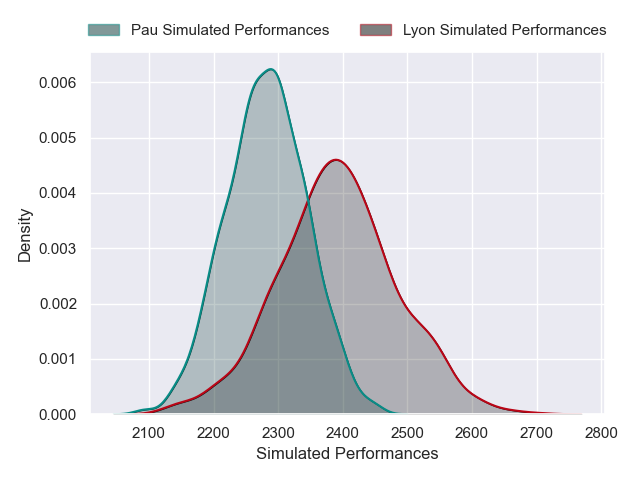 Pau Simulated Performances Lyon Simulated Performances
0.006
0.005
0.004
0.003
0.002
0.001
0.000
Density
2100 2200 2300 2400 2500 2600 2700 2800
Simulated Performances